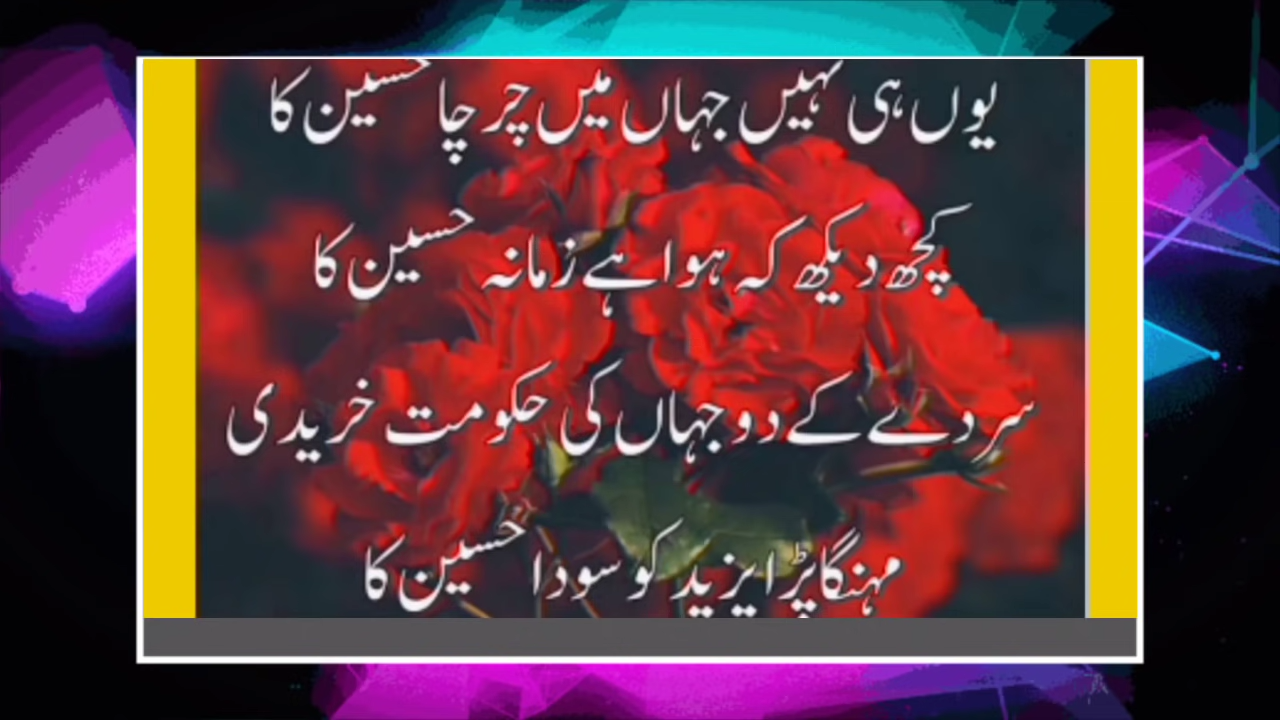 یوں ہی نہیں جہاں میں چرچا حسین کا
کچھ دیکھ کہ ہوا ہے زمانہ حسین کا
سر دے کے دو جہاں کی حکومت خریدی
مہنگا پڑا یزید کو سودا حسین کا